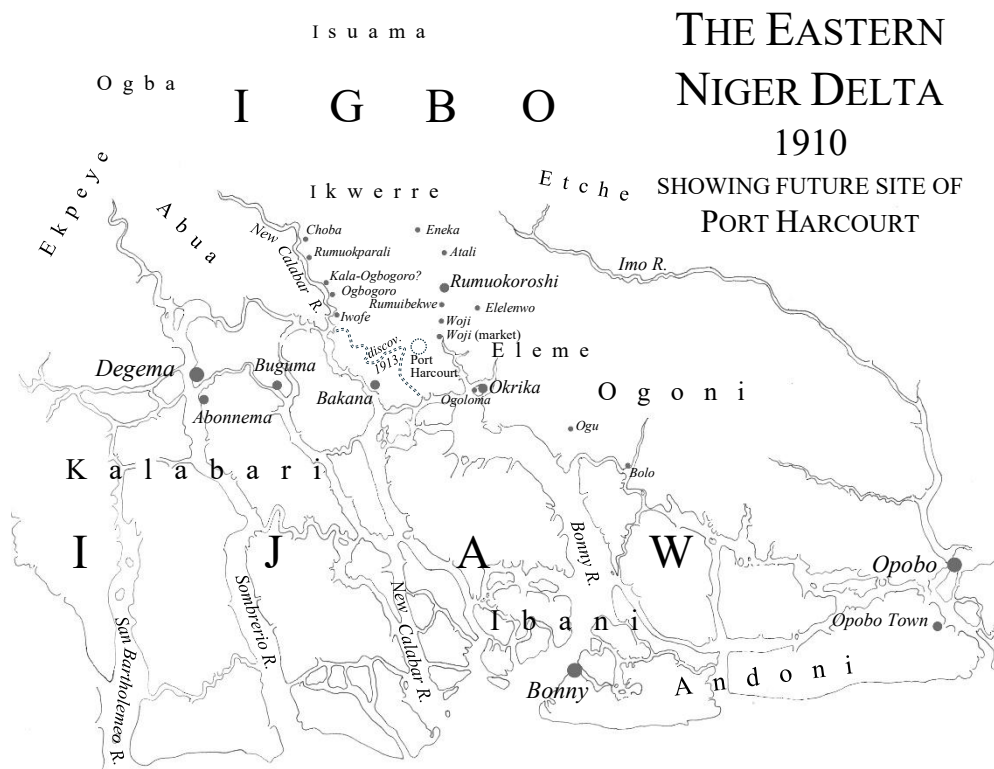 THE EASTERN
NIGER DELTA
1910
SHOWING FUTURE SITE OF
PORT HARCOURT
Isuama
Ogba
IGBO
Ekpeye
Abua
Ikwerre
Etche
New Calabar R.
Choba
Eneka
Rumuokparali
Atali
Imo R.
Kala-Ogbogoro?
Ogbogoro
Rumuokoroshi
Rumuibekwe
Elelenwo
Iwofe
Woji
Woji (market)
discov.
1913
Port
Harcourt
Eleme
Degema
Buguma
Bakana
Okrika
Ogoloma
Abonnema
Ogoni
Ogu
Kalabari
Bolo
IJAW
Bonny R.
Opobo
Sombrerio R.
New Calabar R.
Ibani
Opobo Town
San Bartholemeo R.
Bonny
Andoni